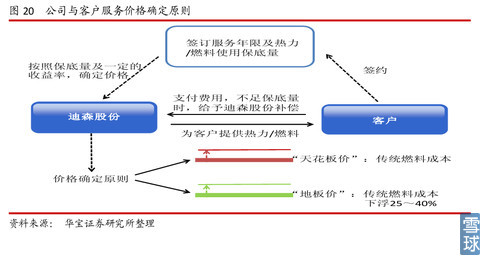 图 20 公司与客户服务价格确定原则
签订服务年限及热力
/燃料使用保底量
按照保底量及一定的
收益率，确定价格
签约
支付费用，不足保底量
时，给予迪森股份补偿
迪森股份
客户
为客户提供热力/燃料
“天花板价”：传统燃料成本
价格确定原则
“地板价”：传统燃料成本
下浮25～40%
资料来源： 华宝证券研究所整理
雪球